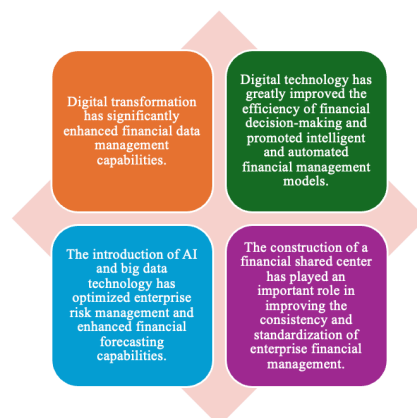 Digital transformation
has significantly
enhanced financial data
management
capabilities.
Digital technology has
greatly improved the
efficiency of financial
decision-making and
promoted intelligent
and automated
financial management
models.
The introduction of AI
and big data
technology has
optimized enterprise
risk management and
enhanced financial
forecasting
capabilities.
The construction of a
financial shared center
has played an
important role in
improving the
consistency and
standardization of
enterprise financial
management.